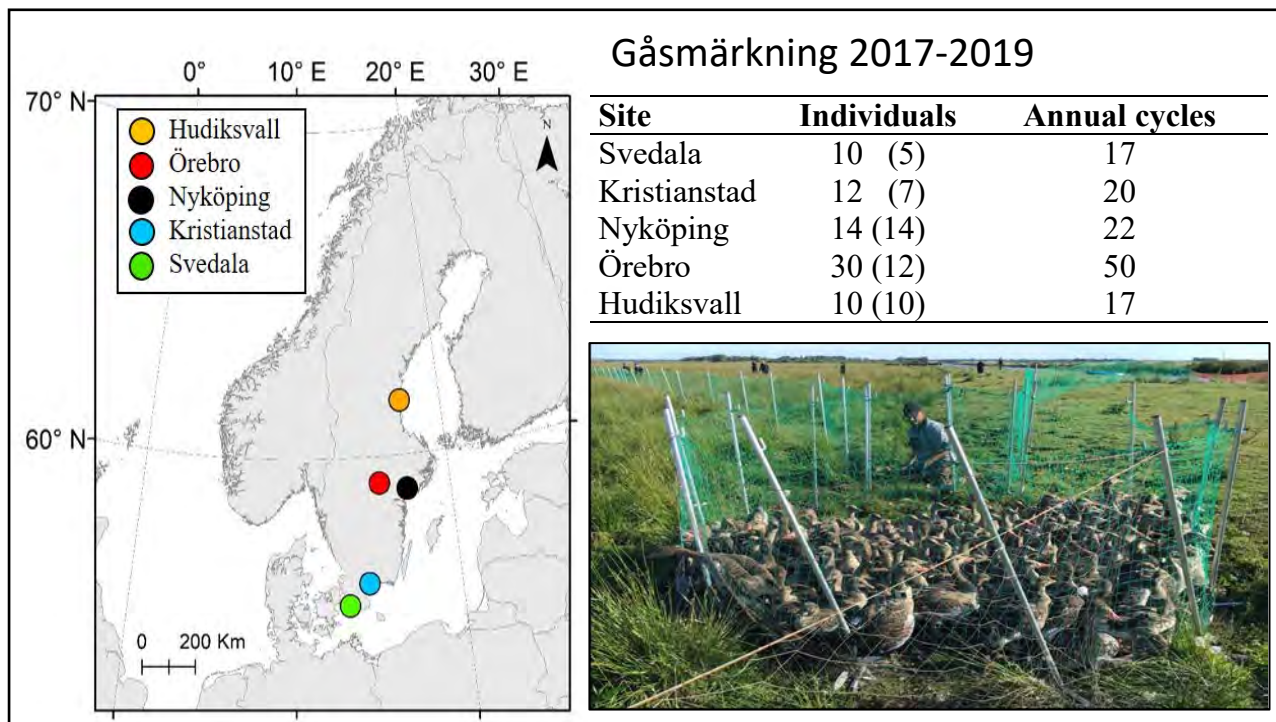 Gåsmärkning 2017-2019
0° 10° E 20° E 30° E
70° N
60° N
Hudiksvall
Örebro
Nyköping
Kristianstad
Svedala
N
0 200 Km
Site Individuals Annual cycles
Svedala 10 (5) 17
Kristianstad 12 (7) 20
Nyköping 14 (14) 22
Örebro 30 (12) 50
Hudiksvall 10 (10) 17